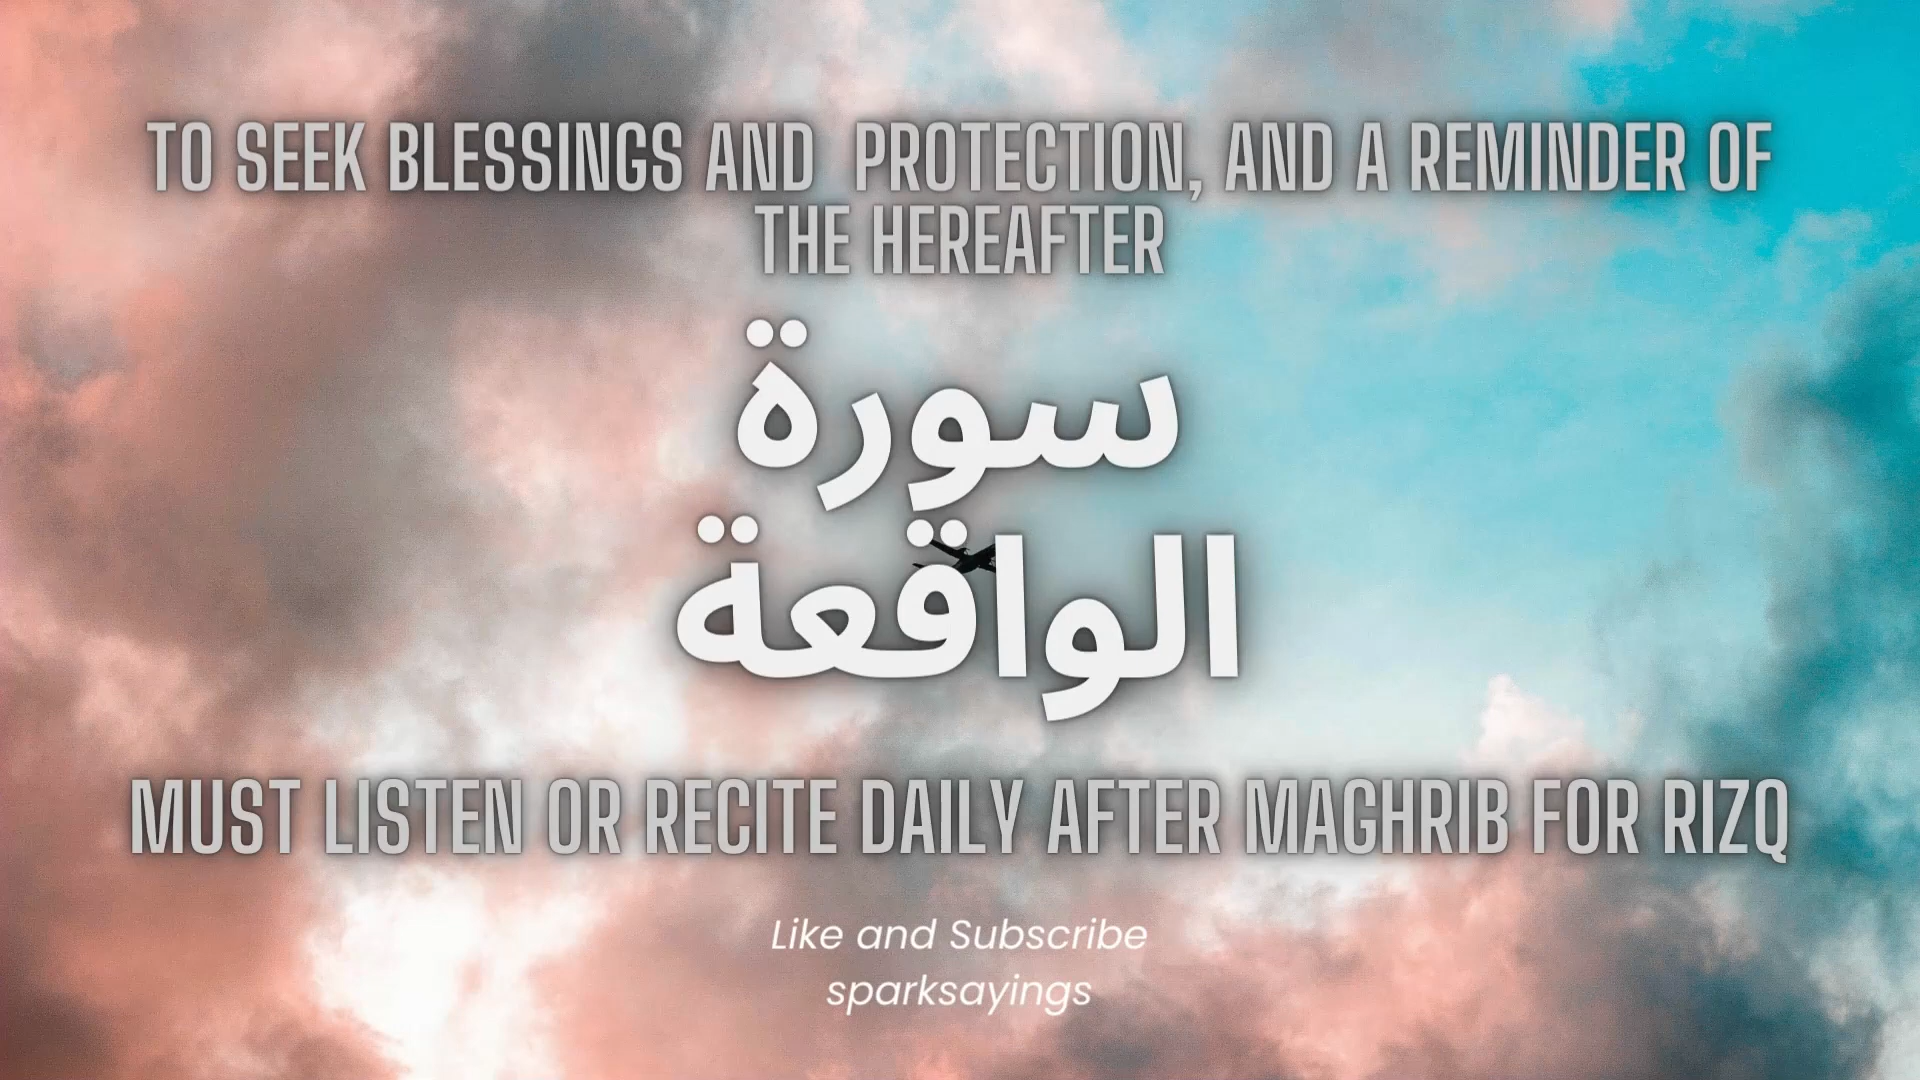 TO SEEK BLESSINGS AND PROTECTION, AND A REMINDER OF
THE HEREAFTER
سورة
الواقعة
MUST LISTEN OR RECITE DAILY AFTER MAGHRIB FOR RIZQ
Like and Subscribe
sparksayings